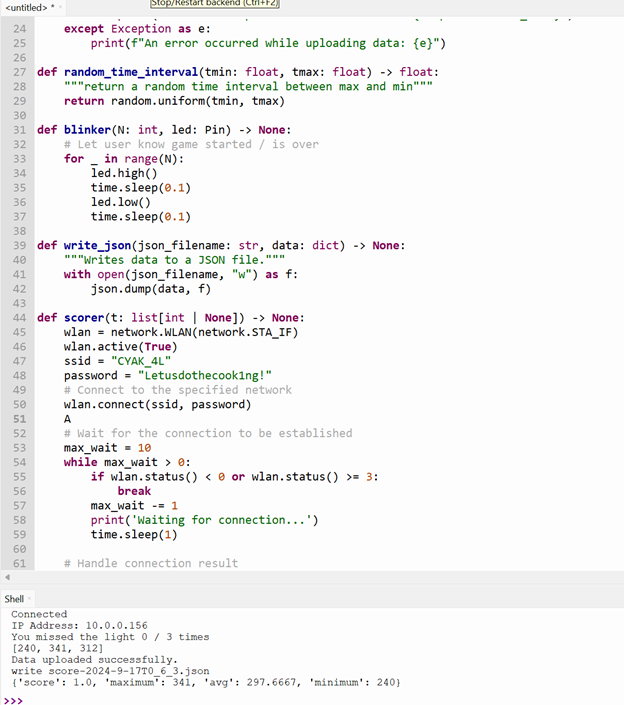 Stop/Restart backend (Ctrl+F2)
<untitled> *
24 except Exception as e:
25 print(f"An error occurred while uploading data: {e}")
26
27 def random_time_interval(tmin: float, tmax: float) -> float:
28 """return a random time interval between max and min"""
29 return random.uniform(tmin, tmax)
30
31 def blinker(N: int, led: Pin) -> None:
32 # Let user know game started / is over
33 for _ in range(N):
34 led.high()
35 time.sleep(0.1)
36 led.low()
37 time.sleep(0.1)
38
39 def write_json(json_filename: str, data: dict) -> None:
40 """Writes data to a JSON file."""
41 with open(json_filename, "w") as f:
42 json.dump(data, f)
43
44 def scorer(t: list[int | None]) -> None:
45 wlan = network.WLAN(network.STA_IF)
46 wlan.active(True)
47 ssid = "CYAK_4L"
48 password = "Letusdothecook1ng!"
49 # Connect to the specified network
50 wlan.connect(ssid, password)
51 A
52 # Wait for the connection to be established
53 max_wait = 10
54 while max_wait > 0:
55 if wlan.status() < 0 or wlan.status() >= 3:
56 break
57 max_wait -= 1
58 print('Waiting for connection...')
59 time.sleep(1)
60
61 # Handle connection result
Shell
Connected
IP Address: 10.0.0.156
You missed the light 0 / 3 times
[240, 341, 312]
Data uploaded successfully.
write score-2024-9-17T0_6_3.json
{'score': 1.0, 'maximum': 341, 'avg': 297.6667, 'minimum': 240}
>>>